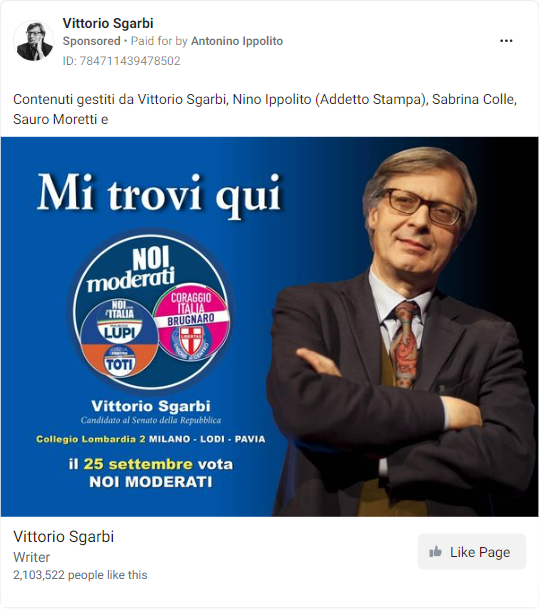 Vittorio Sgarbi
Sponsored • Paid for by Antonino Ippolito
ID: 784711439478502
Contenuti gestiti da Vittorio Sgarbi, Nino Ippolito (Addetto Stampa), Sabrina Colle,
Sauro Moretti e
Mi trovi qui
NOI
moderati
NOI
l'ITALIA
LUPI
TOTI
CORAGGIO
ITALIA
BRUGNARO
LIBERTAS
UNIONE DI CENTRO
Vittorio Sgarbi
Candidato al Senato della Repubblica
Collegio Lombardia 2 MILANO - LODI - PAVIA
il 25 settembre vota
NOI MODERATI
Vittorio Sgarbi
Writer
2,103,522 people like this
Like Page